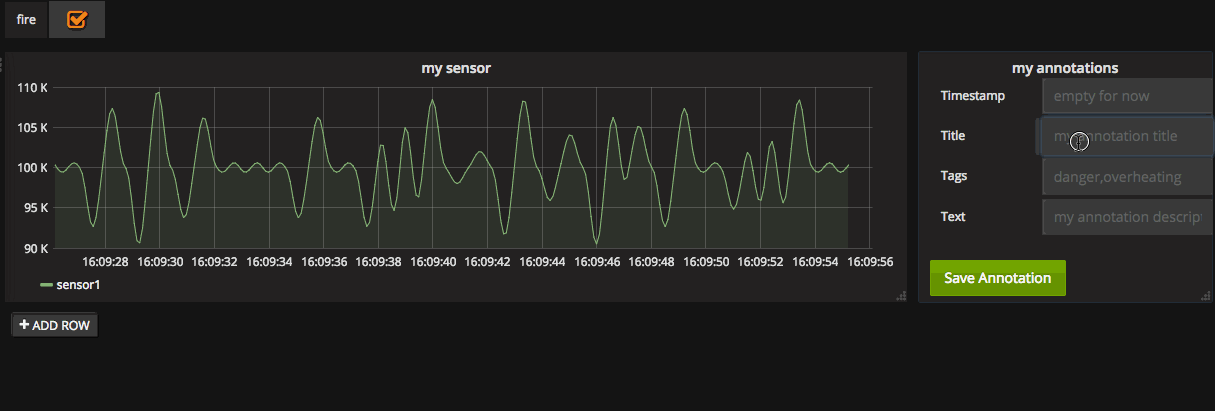 fire
my sensor
110 K
105 K
100 K
95 K
90 K
16:09:28 16:09:30 16:09:32 16:09:34 16:09:36 16:09:38 16:09:40 16:09:42 16:09:44 16:09:46 16:09:48 16:09:50 16:09:52 16:09:54 16:09:56
sensor1
my annotations
Timestamp empty for now
Title my annotation title
Tags danger,overheating
Text my annotation descrip
Save Annotation
+ ADD ROW